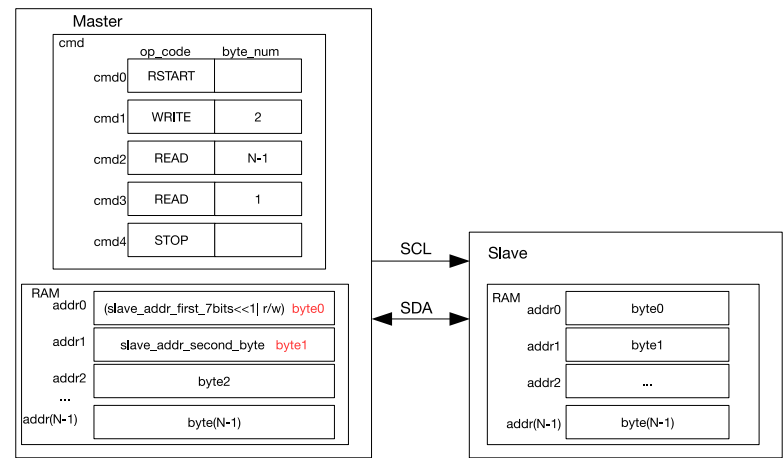 Master
cmd
op_code byte_num
cmd0 RSTART
cmd1 WRITE 2
cmd2 READ N-1
cmd3 READ 1
cmd4 STOP
RAM
addr0 (slave_addr_first_7bits<<1| r/w) byte0
addr1 slave_addr_second_byte byte1
addr2 byte2
...
addr(N-1) byte(N-1)
SCL
SDA
Slave
RAM
addr0 byte0
addr1 byte1
addr2 ...
addr(N-1) byte(N-1)